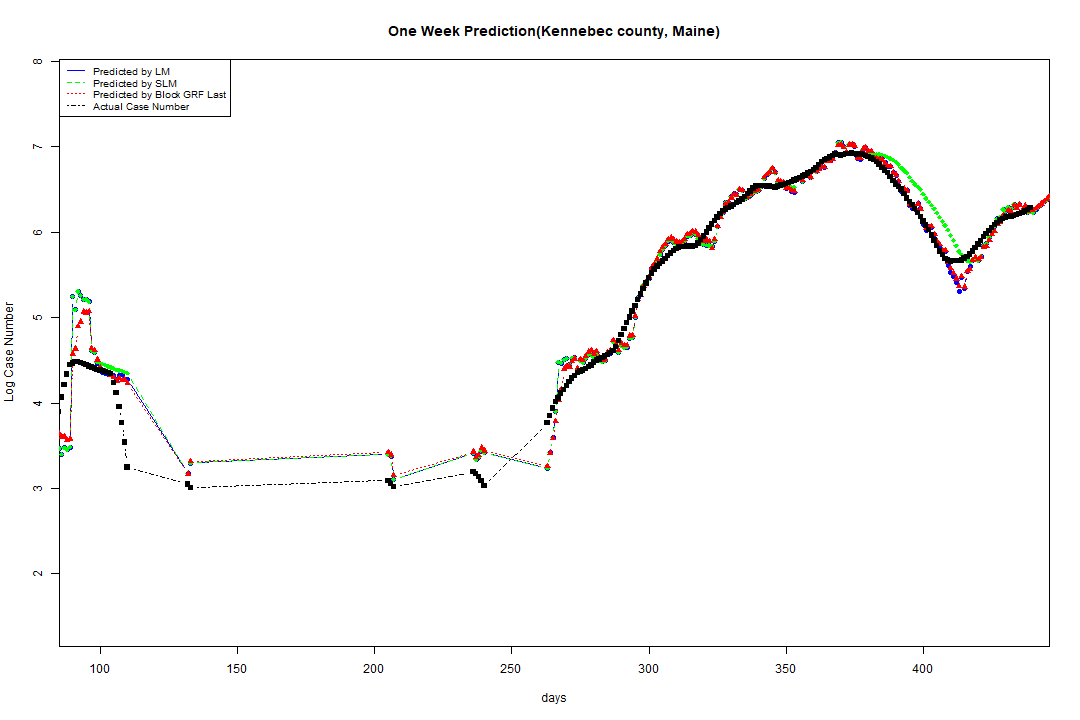 One Week Prediction(Kennebec county, Maine)
Predicted by LM
Predicted by SLM
Predicted by Block GRF Last
Actual Case Number
8
7
6
5
4
3
2
Log Case Number
100 150 200 250 300 350 400
days